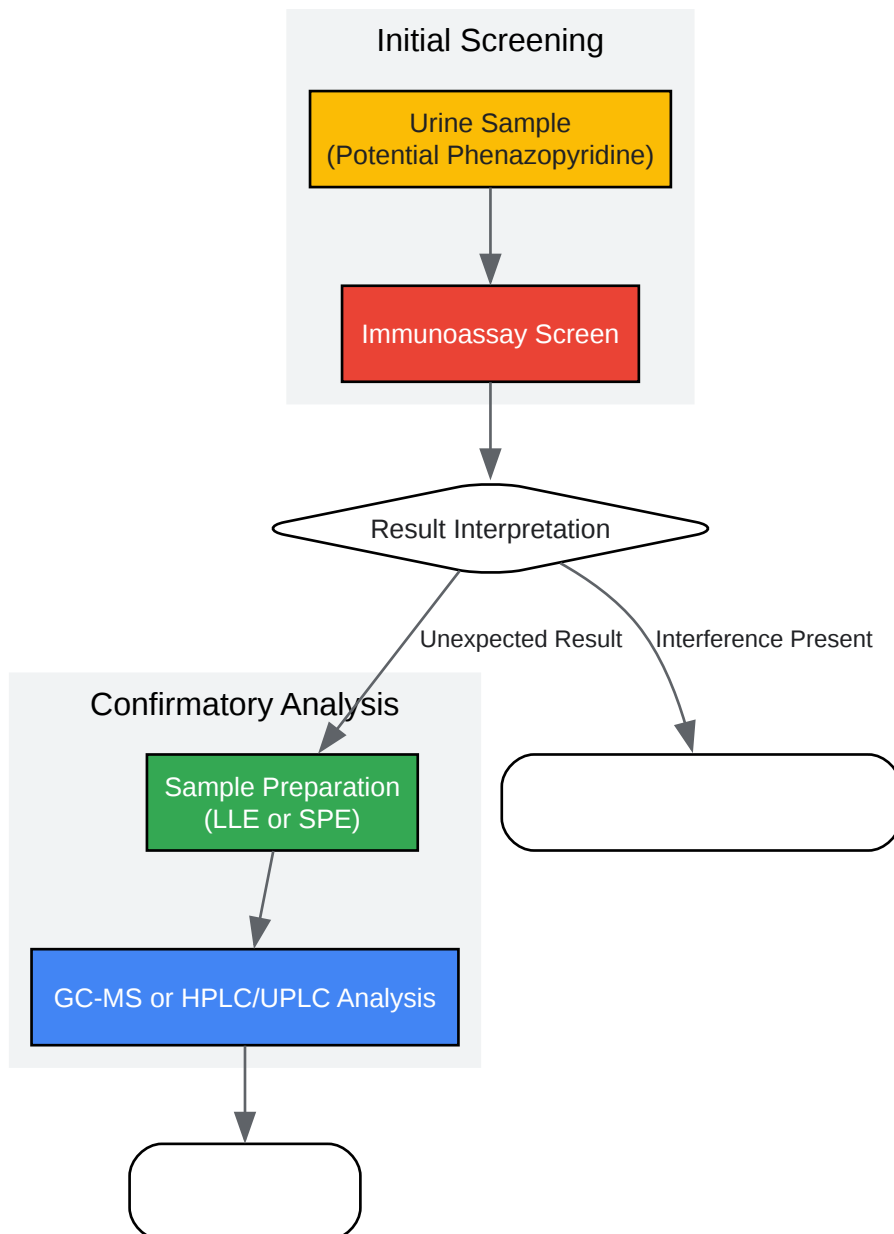 Initial Screening
Urine Sample
(Potential Phenazopyridine)
Immunoassay Screen
Result Interpretation
Unexpected Result
Interference Present
Confirmatory Analysis
Sample Preparation
(LLE or SPE)
GC-MS or HPLC/UPLC Analysis